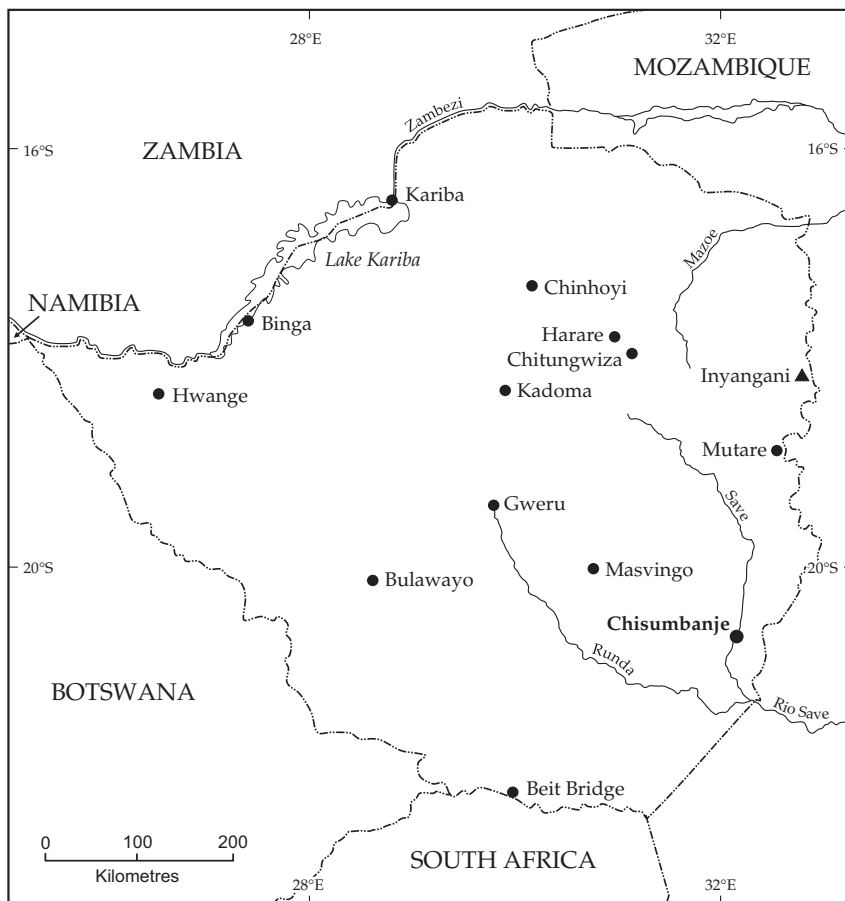 28°E
32°E
MOZAMBIQUE
Zambezi
16°S
ZAMBIA
16°S
Kariba
Mazoe
Lake Kariba
Chinhoyi
NAMIBIA
Binga
Harare
Chitungwiza
Inyangani
Hwange
Kadoma
Mutare
Save
Gweru
20°S
Bulawayo
Masvingo
20°S
Chisumbanje
Runda
BOTSWANA
Rio Save
Beit Bridge
0 100 200
Kilometres
SOUTH AFRICA
28°E
32°E